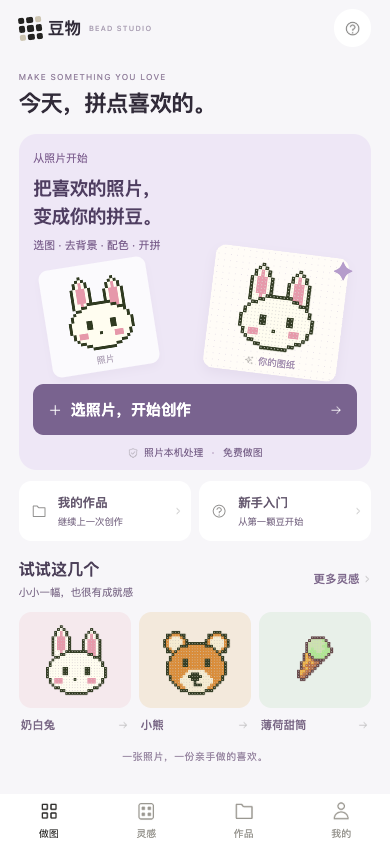 豆物 BEAD STUDIO
MAKE SOMETHING YOU LOVE
今天，拼点喜欢的。
从照片开始
把喜欢的照片，
变成你的拼豆。
选图 · 去背景 · 配色 · 开拼
照片
你的图纸
选照片，开始创作
照片本机处理 · 免费做图
我的作品
继续上一次创作
新手入门
从第一颗豆开始
试试这几个
小小一幅，也很有成就感
更多灵感
奶白兔
小熊
薄荷甜筒
一张照片，一份亲手做的喜欢。
做图
灵感
作品
我的